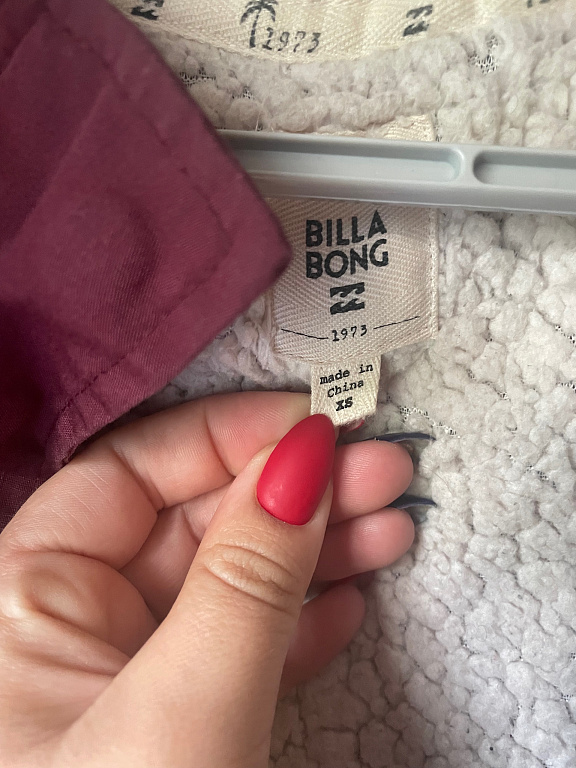 1973
BILLA
BONG
1973
made in
China
XS